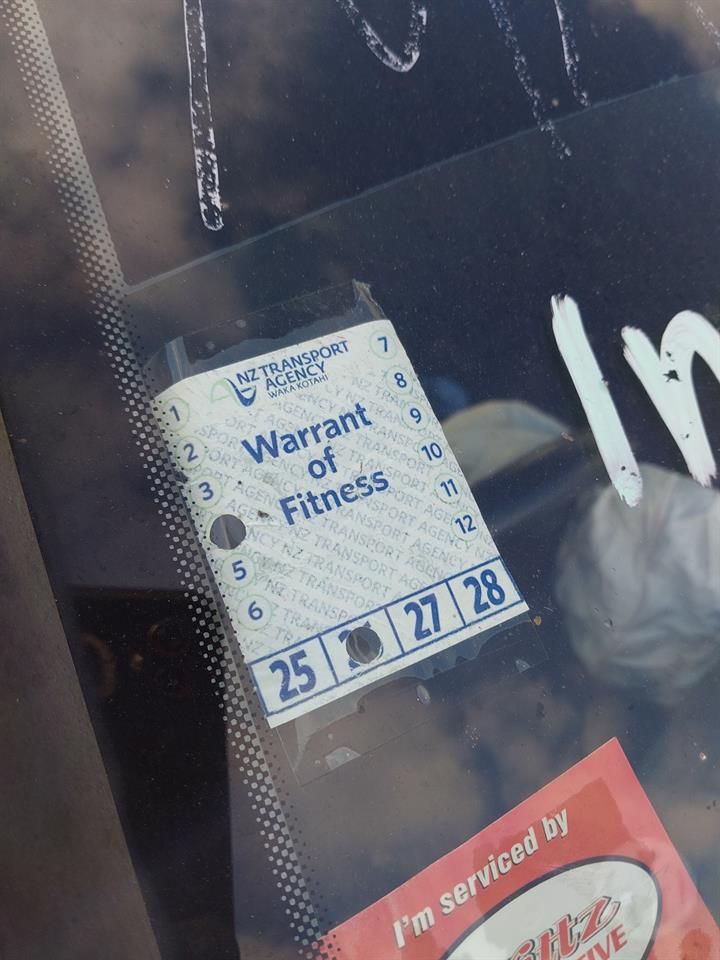 NZ TRANSPORT
AGENCY
WAKA KOTAHI
Warrant
of
Fitness
1
2
3
5
6
7
8
9
10
11
12
25
27
28
In
I'm serviced by